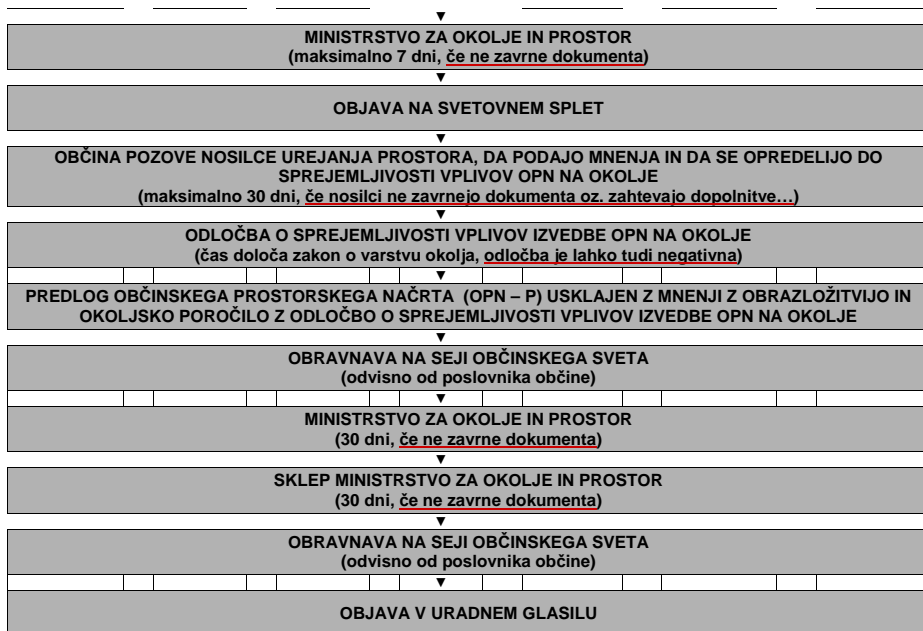 MINISTRSTVO ZA OKOLJE IN PROSTOR
(maksimalno 7 dni, če ne zavrne dokumenta)
OBJAVA NA SVETOVNEM SPLET
OBČINA POZOVE NOSILCE UREJANJA PROSTORA, DA PODAJO MNENJA IN DA SE OPREDELIJO DO
SPREJEMLJIVOSTI VPLIVOV OPN NA OKOLJE
(maksimalno 30 dni, če nosilci ne zavrnejo dokumenta oz. zahtevajo dopolnitve…)
ODLOČBA O SPREJEMLJIVOSTI VPLIVOV IZVEDBE OPN NA OKOLJE
(čas določa zakon o varstvu okolja, odločba je lahko tudi negativna)
PREDLOG OBČINSKEGA PROSTORSKEGA NAČRTA (OPN – P) USKLAJEN Z MNENJI Z OBRAZLOŽITVIJO IN
OKOLJSKO POROČILO Z ODLOČBO O SPREJEMLJIVOSTI VPLIVOV IZVEDBE OPN NA OKOLJE
OBRAVNAVA NA SEJI OBČINSKEGA SVETA
(odvisno od poslovnika občine)
MINISTRSTVO ZA OKOLJE IN PROSTOR
(30 dni, če ne zavrne dokumenta)
SKLEP MINISTRSTVO ZA OKOLJE IN PROSTOR
(30 dni, če ne zavrne dokumenta)
OBRAVNAVA NA SEJI OBČINSKEGA SVETA
(odvisno od poslovnika občine)
OBJAVA V URADNEM GLASILU